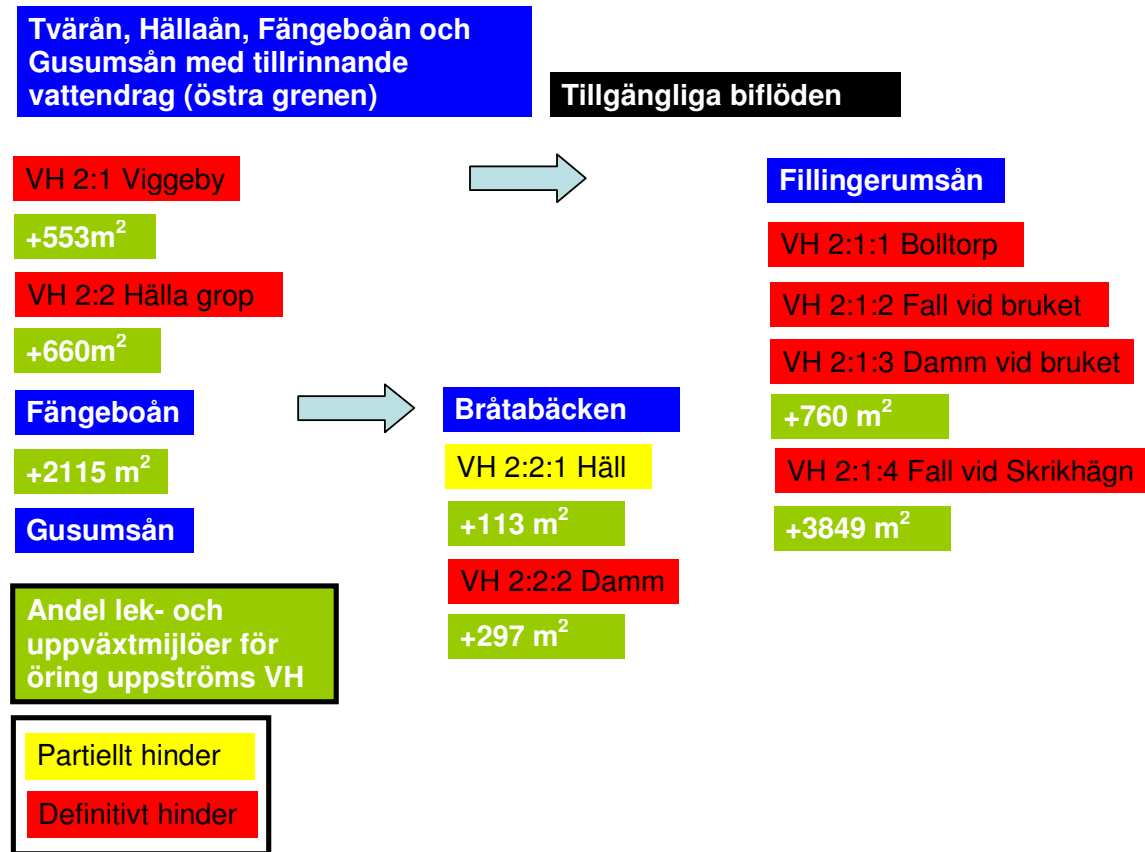 Tvärån, Hällaån, Fängeboån och
Gusumsån med tillrinnande
vattendrag (östra grenen)
Tillgängliga biflöden
VH 2:1 Viggeby
+553m²
VH 2:2 Hälla grop
+660m²
Fängeboån
+2115 m²
Gusumsån
Bråtabäcken
VH 2:2:1 Häll
+113 m²
VH 2:2:2 Damm
+297 m²
Fillingerumsån
VH 2:1:1 Bolltorp
VH 2:1:2 Fall vid bruket
VH 2:1:3 Damm vid bruket
+760 m²
VH 2:1:4 Fall vid Skrikhägn
+3849 m²
Andel lek- och
uppväxtmijlöer för
öring uppströms VH
Partiellt hinder
Definitivt hinder